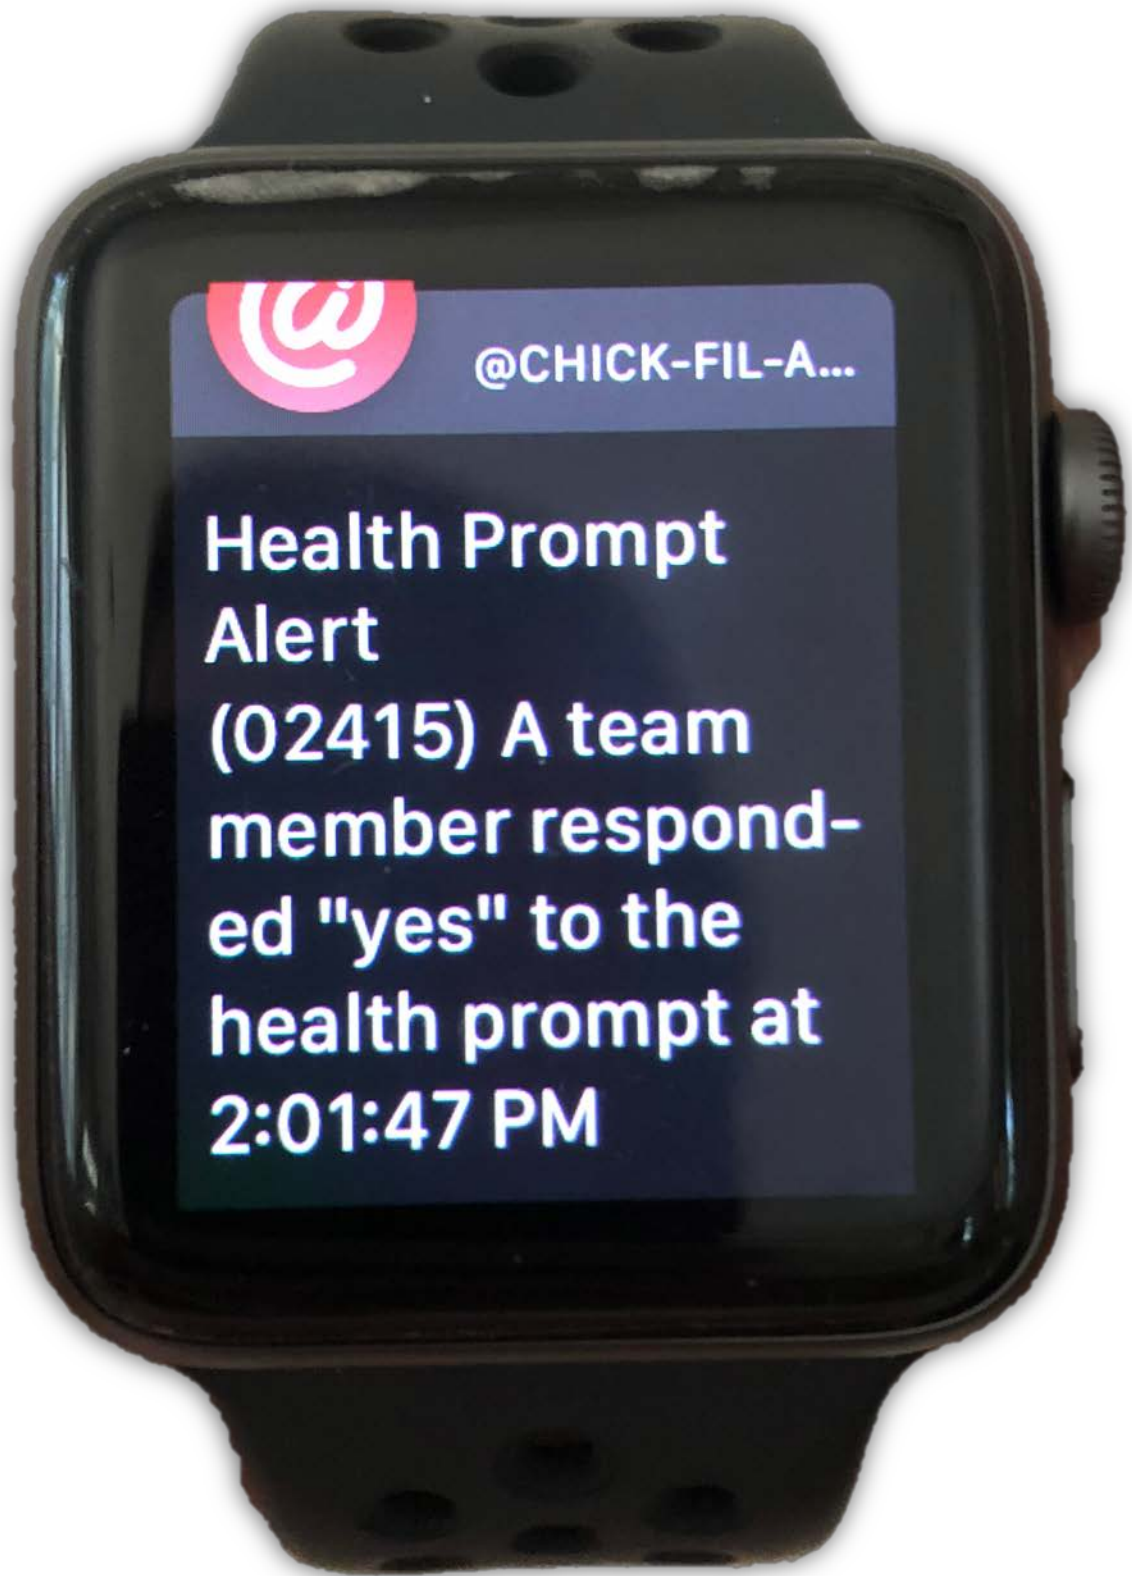 @CHICK-FIL-A...
Health Prompt
Alert
(02415) A team
member respond-
ed "yes" to the
health prompt at
2:01:47 PM